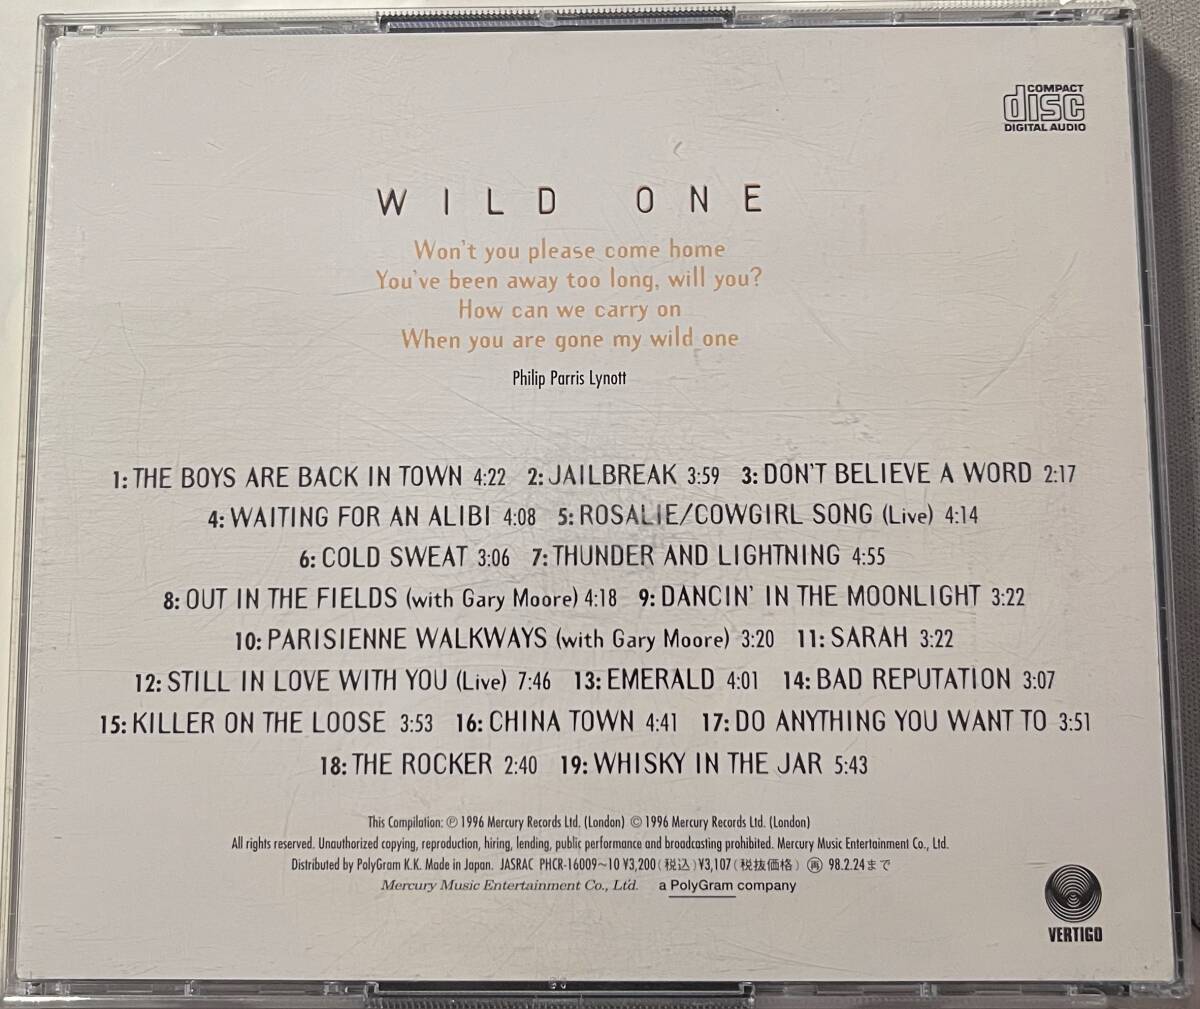 COMPACT
disc
DIGITAL AUDIO
WILD ONE
Won't you please come home
You've been away too long, will you?
How can we carry on
When you are gone my wild one
Philip Parris Lynott
1: THE BOYS ARE BACK IN TOWN 4:22 2: JAILBREAK 3:59 3: DON'T BELIEVE A WORD 2:17
4: WAITING FOR AN ALIBI 4:08 5: ROSALIE/COWGIRL SONG (Live) 4:14
6: COLD SWEAT 3:06 7: THUNDER AND LIGHTNING 4:55
8: OUT IN THE FIELDS (with Gary Moore) 4:18 9: DANCIN' IN THE MOONLIGHT 3:22
10: PARISIENNE WALKWAYS (with Gary Moore) 3:20 11: SARAH 3:22
12: STILL IN LOVE WITH YOU (Live) 7:46 13: EMERALD 4:01 14: BAD REPUTATION 3:07
15: KILLER ON THE LOOSE 3:53 16: CHINA TOWN 4:41 17: DO ANYTHING YOU WANT TO 3:51
18: THE ROCKER 2:40 19: WHISKY IN THE JAR 5:43
This Compilation: ℗ 1996 Mercury Records Ltd. (London) © 1996 Mercury Records Ltd. (London)
All rights reserved. Unauthorized copying, reproduction, hiring, lending, public performance and broadcasting prohibited. Mercury Music Entertainment Co., Ltd.
Distributed by PolyGram K.K. Made in Japan. JASRAC PHCR-16009~10 ¥3,200(税込)¥3,107(税抜価格) 再 98.2.24まで
Mercury Music Entertainment Co., Ltd. a PolyGram company
VERTIGO